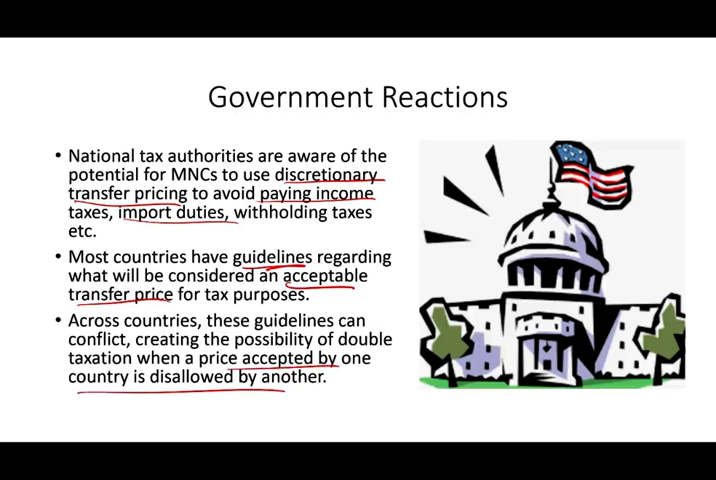 Government Reactions
• National tax authorities are aware of the
potential for MNCs to use discretionary
transfer pricing to avoid paying income
taxes, import duties, withholding taxes
etc.
• Most countries have guidelines regarding
what will be considered an acceptable
transfer price for tax purposes.
• Across countries, these guidelines can
conflict, creating the possibility of double
taxation when a price accepted by one
country is disallowed by another.